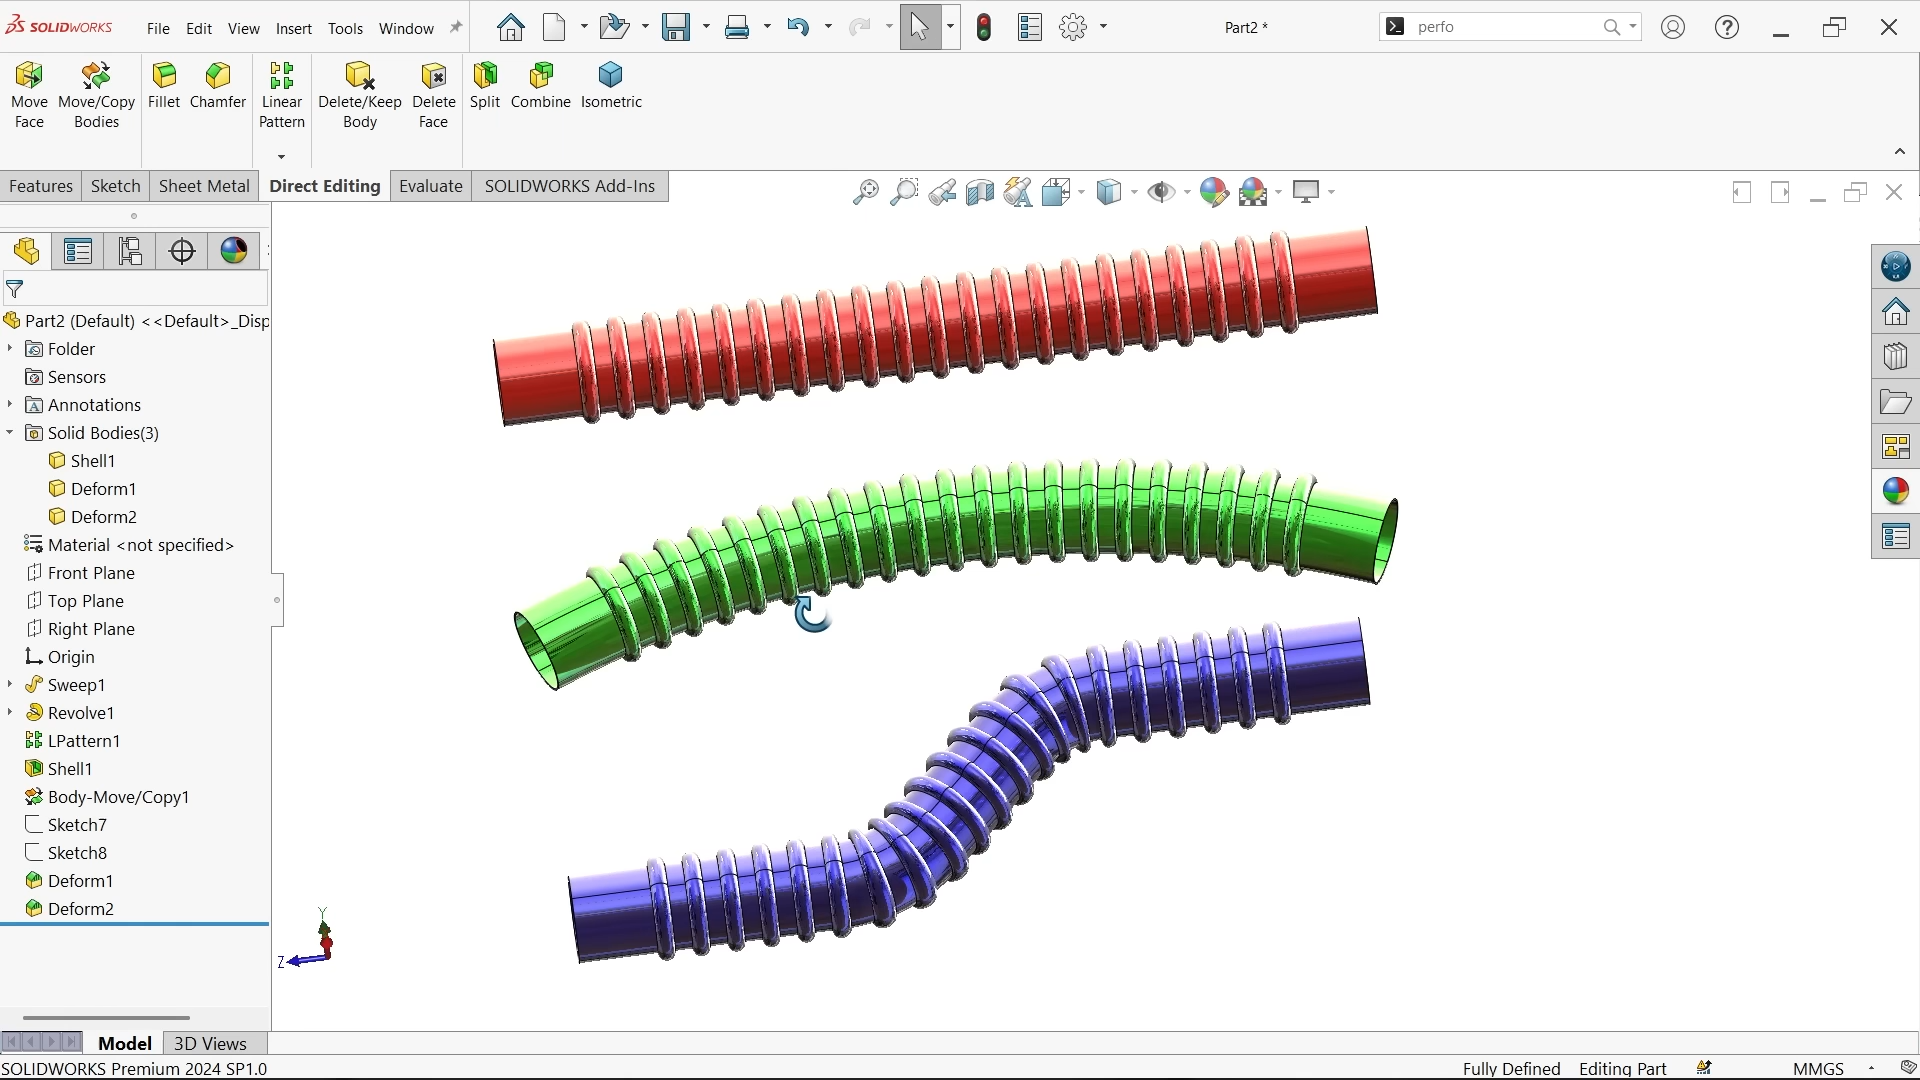 SOLIDWORKS File Edit View Insert Tools Window Part2 * perfo
Move Face
Move/Copy Bodies
Fillet
Chamfer
Linear Pattern
Delete/Keep Body
Delete Face
Split
Combine
Isometric
Features Sketch Sheet Metal Direct Editing Evaluate SOLIDWORKS Add-Ins
Part2 (Default) <<Default>_Disp
Folder
Sensors
A Annotations
Solid Bodies(3)
Shell1
Deform1
Deform2
Material <not specified>
Front Plane
Top Plane
Right Plane
Origin
Sweep1
Revolve1
LPattern1
Shell1
Body-Move/Copy1
Sketch7
Sketch8
Deform1
Deform2
Y
Z
Model 3D Views
SOLIDWORKS Premium 2024 SP1.0 Fully Defined Editing Part MMGS